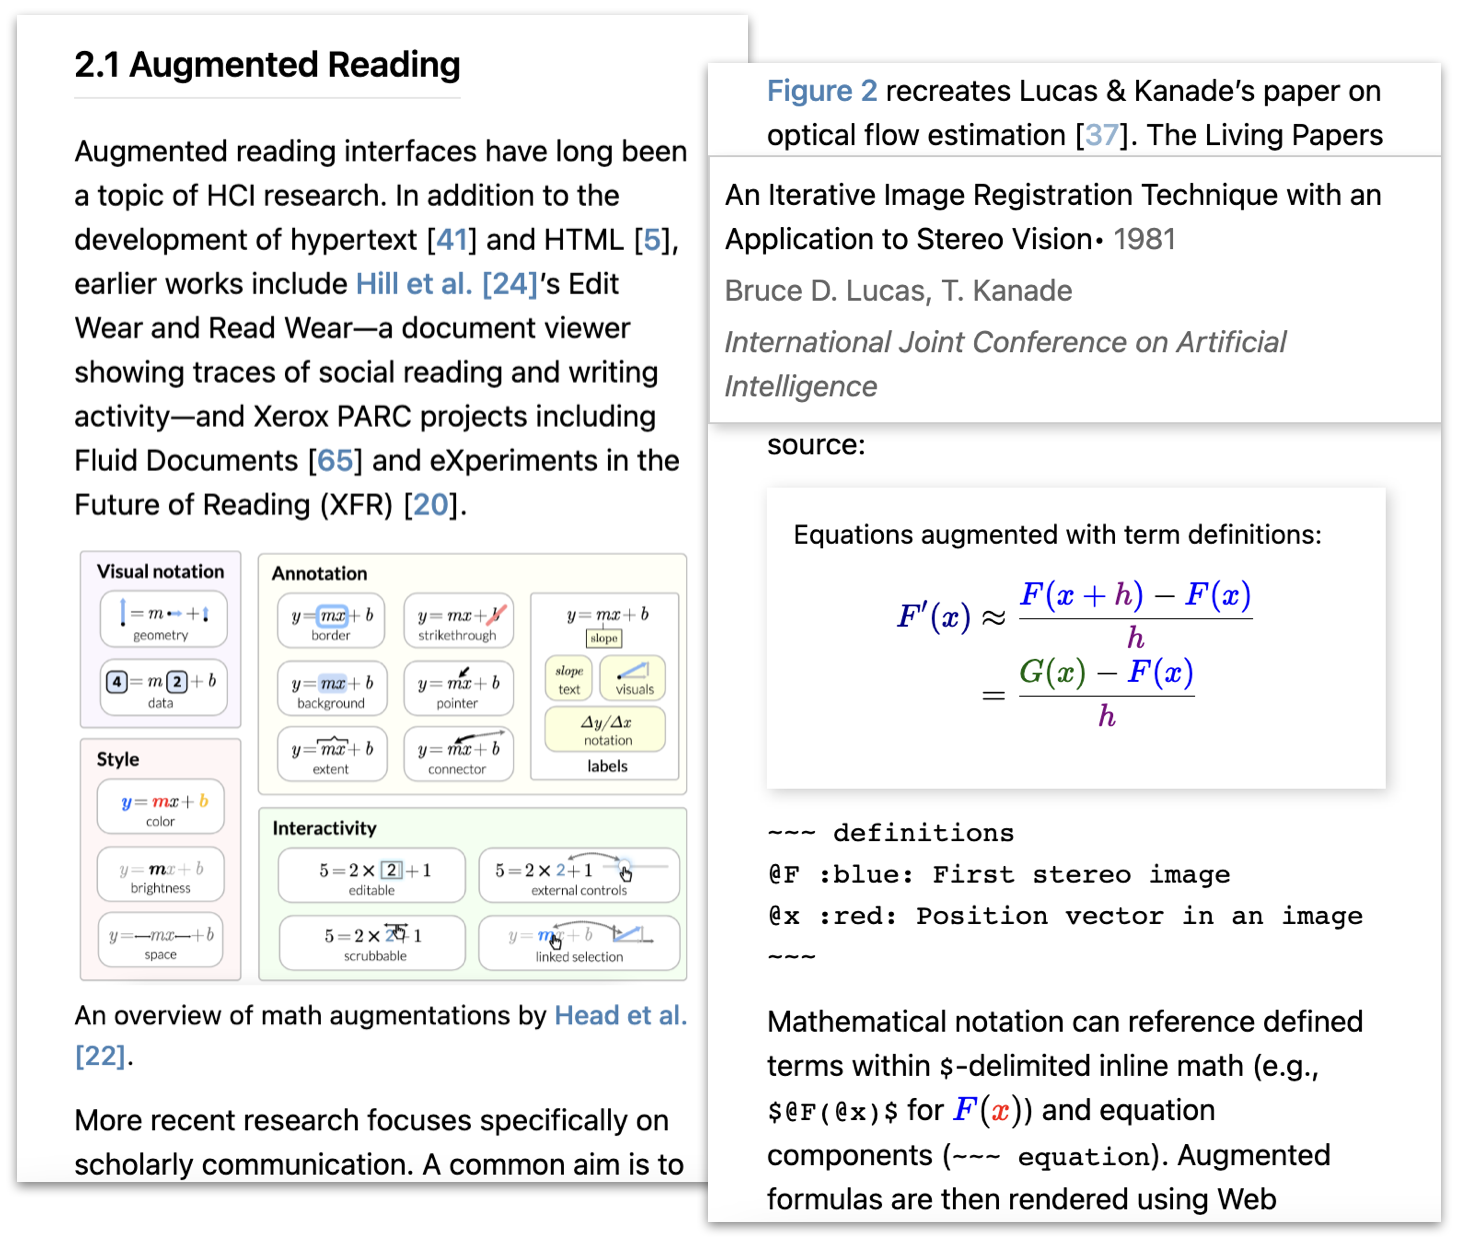 2.1 Augmented Reading
Augmented reading interfaces have long been
a topic of HCI research. In addition to the
development of hypertext [41] and HTML [5],
earlier works include Hill et al. [24]’s Edit
Wear and Read Wear—a document viewer
showing traces of social reading and writing
activity—and Xerox PARC projects including
Fluid Documents [65] and eXperiments in the
Future of Reading (XFR) [20].
Visual notation
= m +
geometry
4 = m 2 + b
data
Style
y = mx + b
color
y = mx + b
brightness
y = mx + b
space
Annotation
y = mx + b
border
y = mx + b
strikethrough
y = mx + b
background
y = mx + b
pointer
y = mx + b
extent
y = mx + b
connector
y = mx + b
slope
slope
text
visuals
Δy/Δx
notation
labels
Interactivity
5 = 2 × 2 + 1
editable
5 = 2 × 2 + 1
external controls
5 = 2 × 2 + 1
scrubbable
y = mx + b
linked selection
An overview of math augmentations by Head et al.
[22].
More recent research focuses specifically on
scholarly communication. A common aim is to
Figure 2 recreates Lucas & Kanade’s paper on
optical flow estimation [37]. The Living Papers
An Iterative Image Registration Technique with an
Application to Stereo Vision• 1981
Bruce D. Lucas, T. Kanade
International Joint Conference on Artificial
Intelligence
source:
Equations augmented with term definitions:
F′(x) ≈ F(x + h) − F(x) / h
= G(x) − F(x) / h
~~~ definitions
@F :blue: First stereo image
@x :red: Position vector in an image
~~~
Mathematical notation can reference defined
terms within $-delimited inline math (e.g.,
$@F(@x)$ for F(x)) and equation
components (~~~ equation). Augmented
formulas are then rendered using Web